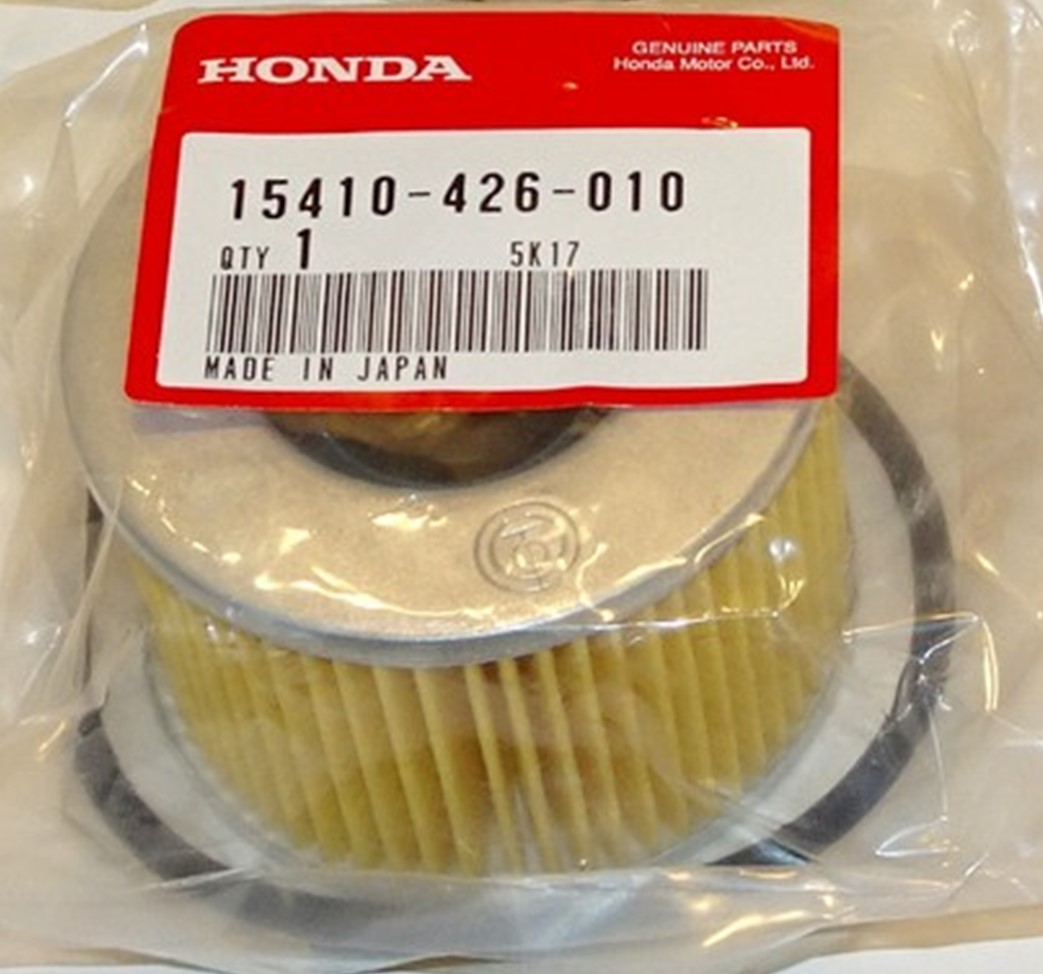 HONDA
GENUINE PARTS
Honda Motor Co., Ltd.
15410-426-010
QTY 1 5K17
MADE IN JAPAN